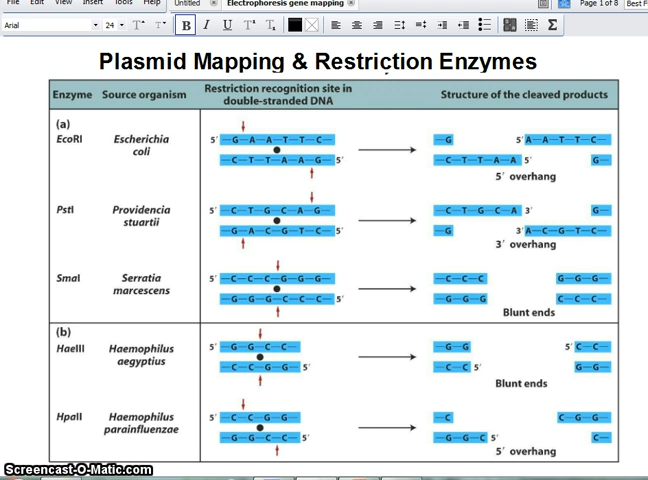 File Edit View Insert Tools Help
Untitled
Electrophoresis gene mapping
Page 1 of 8
Best F
Arial 24 T T B I U T T
Plasmid Mapping & Restriction Enzymes
Enzyme Source organism Restriction recognition site in double-stranded DNA Structure of the cleaved products
(a)
EcoRI Escherichia coli
5′ G—A—A—T—T—C
C—T—T—A—A—G 5′
G 5′ A—A—T—T—C
C—T—T—A—A 5′ G
5′ overhang
PstI Providencia stuartii
5′ C—T—G—C—A—G
G—A—C—G—T—C 5′
C—T—G—C—A 3′ G
G 3′ A—C—G—T—C
3′ overhang
SmaI Serratia marcescens
5′ C—C—C—G—G—G
G—G—G—C—C—C 5′
C—C—C G—G—G
G—G—G C—C—C
Blunt ends
(b)
HaeIII Haemophilus aegyptius
5′ G—G—C—C
C—C—G—G 5′
G—G 5′ C—C
C—C 5′ G—G
Blunt ends
HpaII Haemophilus parainfluenzae
5′ C—C—G—G
G—G—C—C 5′
C C—G—G
G—G—C 5′ C
5′ overhang
Screencast-O-Matic.com